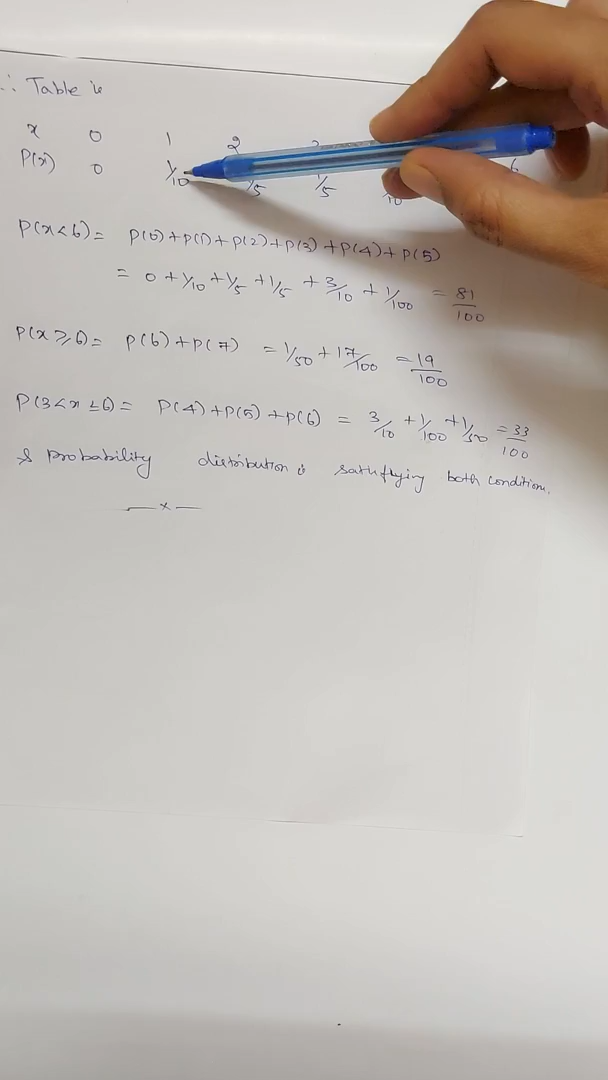 ∴ Table is
x 0 1 2 6
P(x) 0 1/10 1/5 1/5 10
P(x<6) = P(0)+P(1)+P(2)+P(3)+P(4)+P(5)
= 0 + 1/10 + 1/5 + 1/5 + 3/10 + 1/100 = 81/100
P(x⩾6) = P(6)+P(7) = 1/50 + 17/100 = 19/100
P(3<x≤6) = P(4)+P(5)+P(6) = 3/10 + 1/100 + 1/50 = 33/100
& Probability distribution is satisfying both condition.
—x—